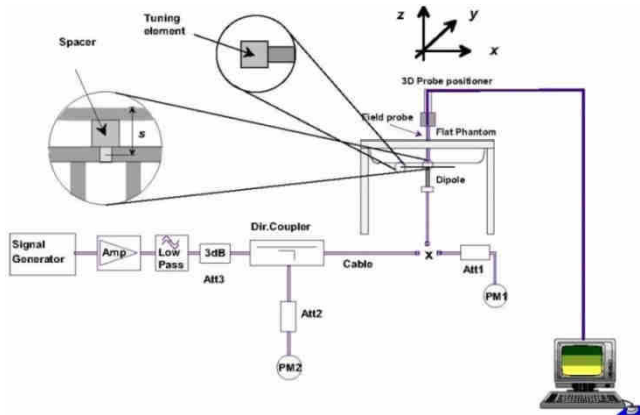 Tuning
element
Spacer
s
z
y
x
3D Probe positioner
Field probe
Flat Phantom
Dipole
Signal
Generator
Amp
Low
Pass
3dB
Att3
Dir.Coupler
Cable
x
Att1
PM1
Att2
PM2